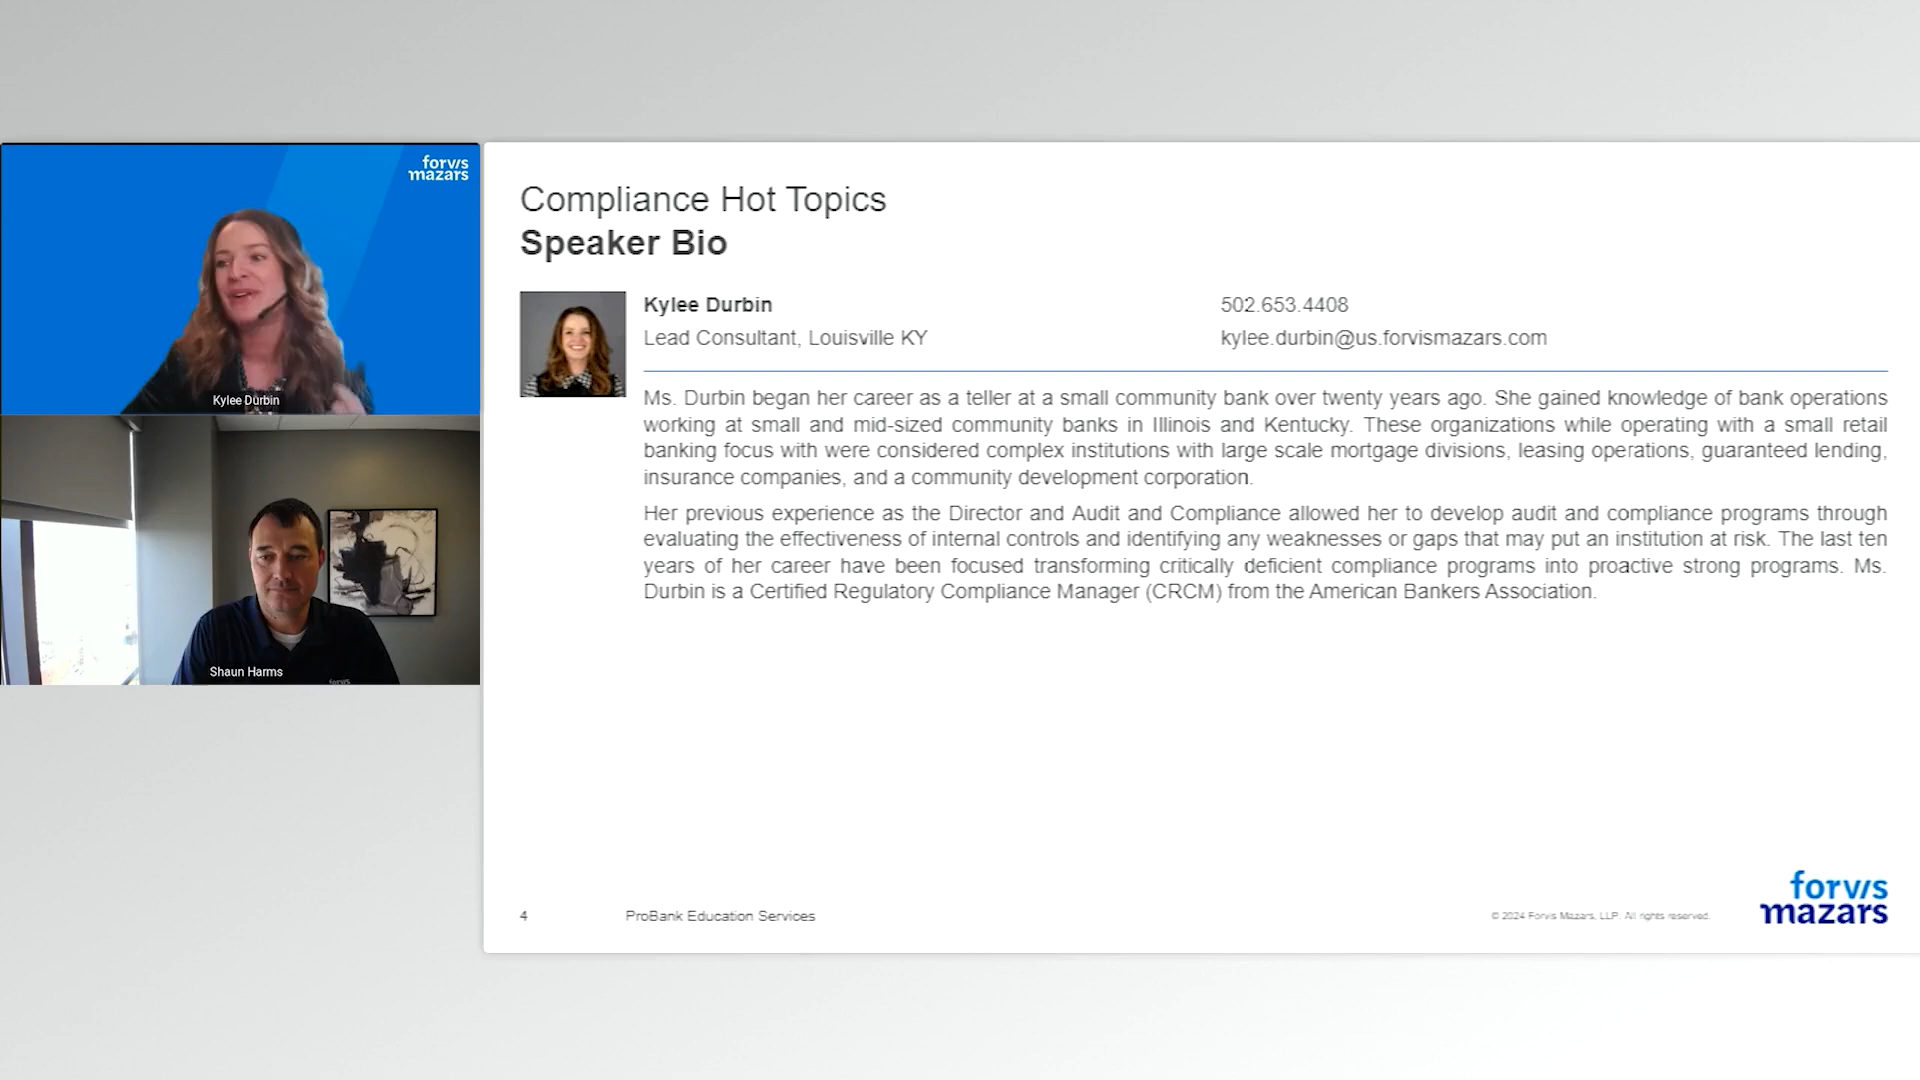 forvis
mazars
Kylee Durbin
Shaun Harms
forvis
Compliance Hot Topics
Speaker Bio
Kylee Durbin
Lead Consultant, Louisville KY
502.653.4408
kylee.durbin@us.forvismazars.com
Ms. Durbin began her career as a teller at a small community bank over twenty years ago. She gained knowledge of bank operations
working at small and mid-sized community banks in Illinois and Kentucky. These organizations while operating with a small retail
banking focus with were considered complex institutions with large scale mortgage divisions, leasing operations, guaranteed lending,
insurance companies, and a community development corporation.
Her previous experience as the Director and Audit and Compliance allowed her to develop audit and compliance programs through
evaluating the effectiveness of internal controls and identifying any weaknesses or gaps that may put an institution at risk. The last ten
years of her career have been focused transforming critically deficient compliance programs into proactive strong programs. Ms.
Durbin is a Certified Regulatory Compliance Manager (CRCM) from the American Bankers Association.
4
ProBank Education Services
© 2024 Forvis Mazars, LLP. All rights reserved.
forvis
mazars